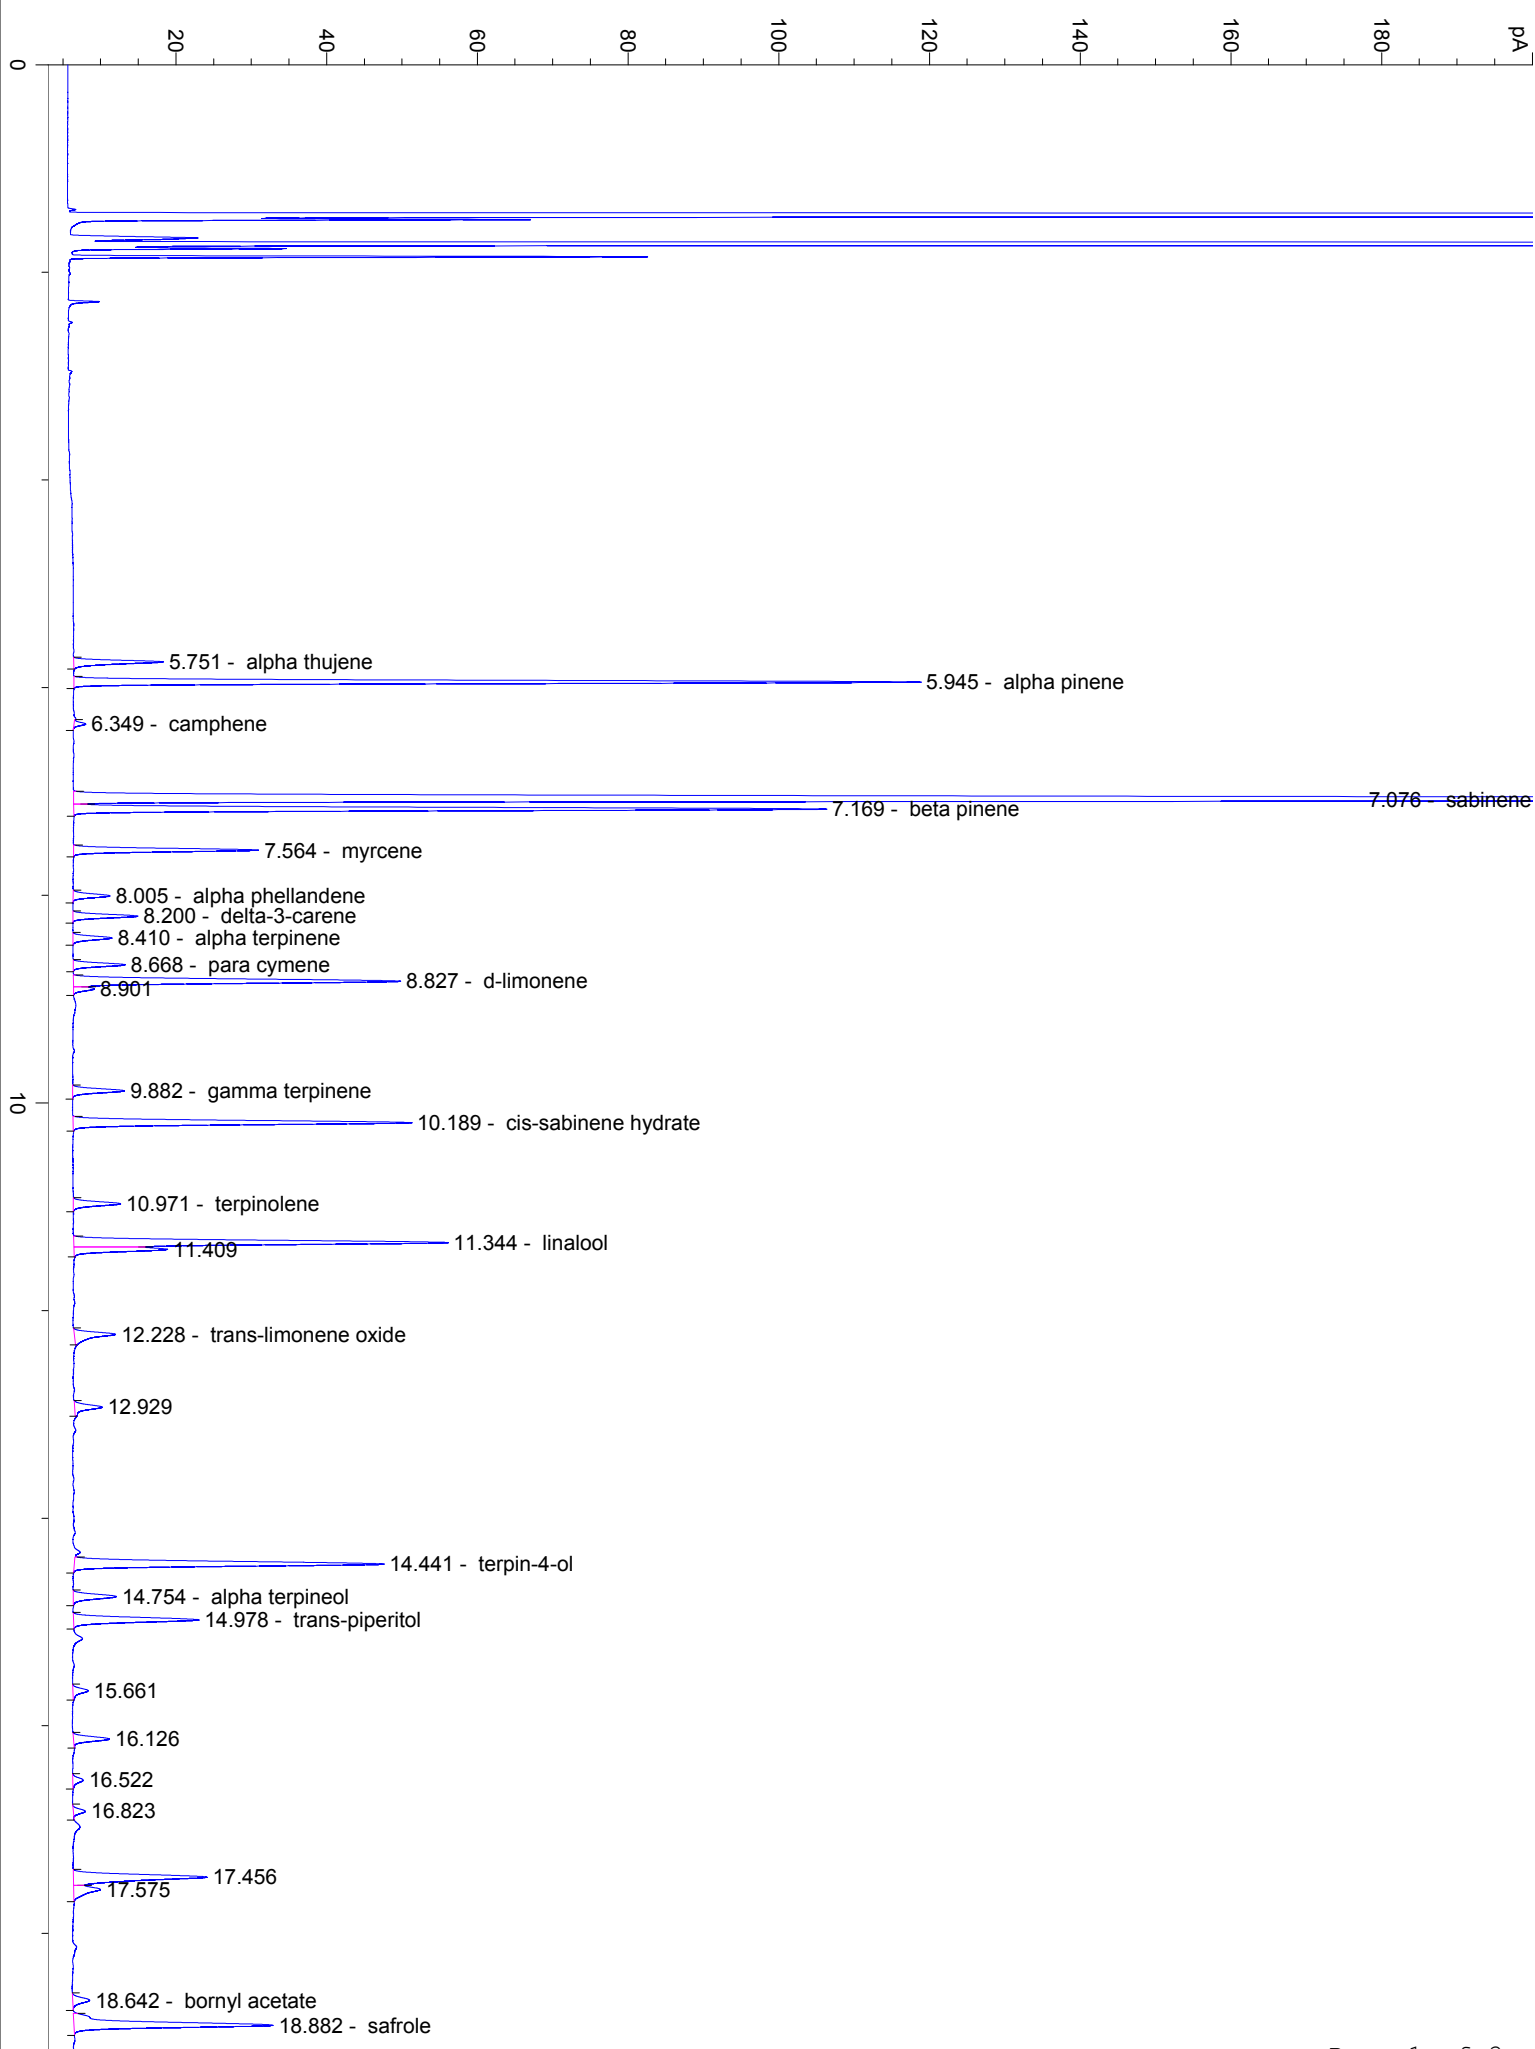 pA
20
40
60
80
100
120
140
160
180
0
5.751 - alpha thujene
5.945 - alpha pinene
6.349 - camphene
7.076 - sabinene
7.169 - beta pinene
7.564 - myrcene
8.005 - alpha phellandene
8.200 - delta-3-carene
8.410 - alpha terpinene
8.668 - para cymene
8.827 - d-limonene
8.901
9.882 - gamma terpinene
10
10.189 - cis-sabinene hydrate
10.971 - terpinolene
11.344 - linalool
11.409
12.228 - trans-limonene oxide
12.929
14.441 - terpin-4-ol
14.754 - alpha terpineol
14.978 - trans-piperitol
15.661
16.126
16.522
16.823
17.456
17.575
18.642 - bornyl acetate
18.882 - safrole